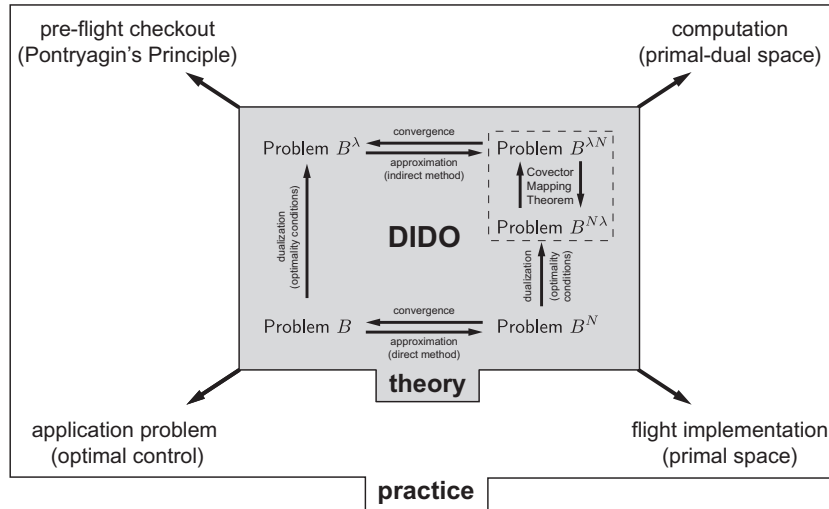 pre-flight checkout
(Pontryagin's Principle)
computation
(primal-dual space)
Problem B^λ
convergence
approximation
(indirect method)
Problem B^{λN}
Covector
Mapping
Theorem
Problem B^{Nλ}
dualization
(optimality conditions)
DIDO
dualization
(optimality
conditions)
Problem B
convergence
approximation
(direct method)
Problem B^N
theory
application problem
(optimal control)
flight implementation
(primal space)
practice